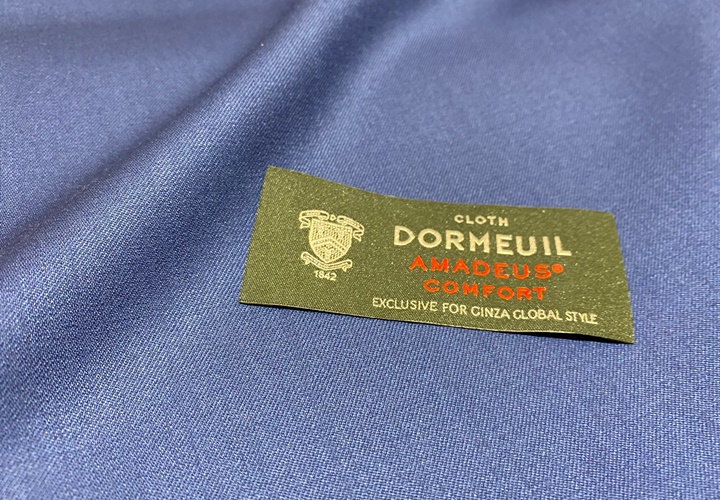 CLOTH
DORMEUIL
AMADEUS®
COMFORT
EXCLUSIVE FOR GINZA GLOBAL STYLE
1842